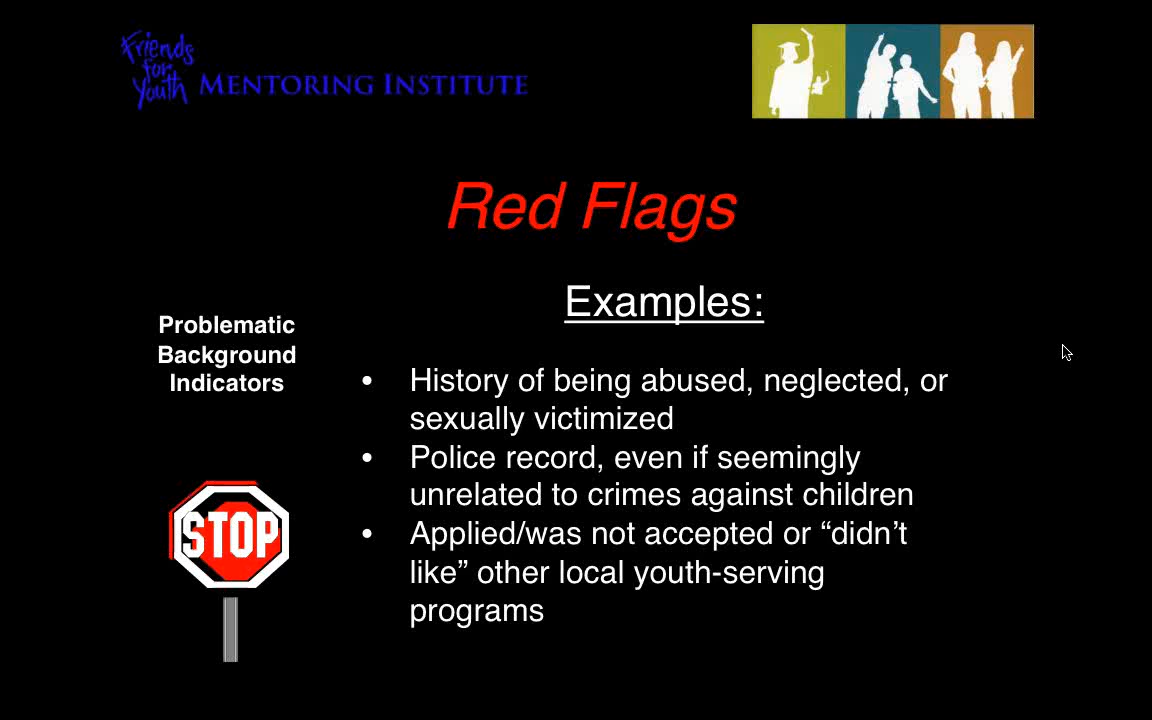 Friends
for
Youth MENTORING INSTITUTE
Red Flags
Examples:
Problematic
Background
Indicators
• History of being abused, neglected, or
sexually victimized
• Police record, even if seemingly
unrelated to crimes against children
• Applied/was not accepted or “didn’t
like” other local youth-serving
programs
STOP